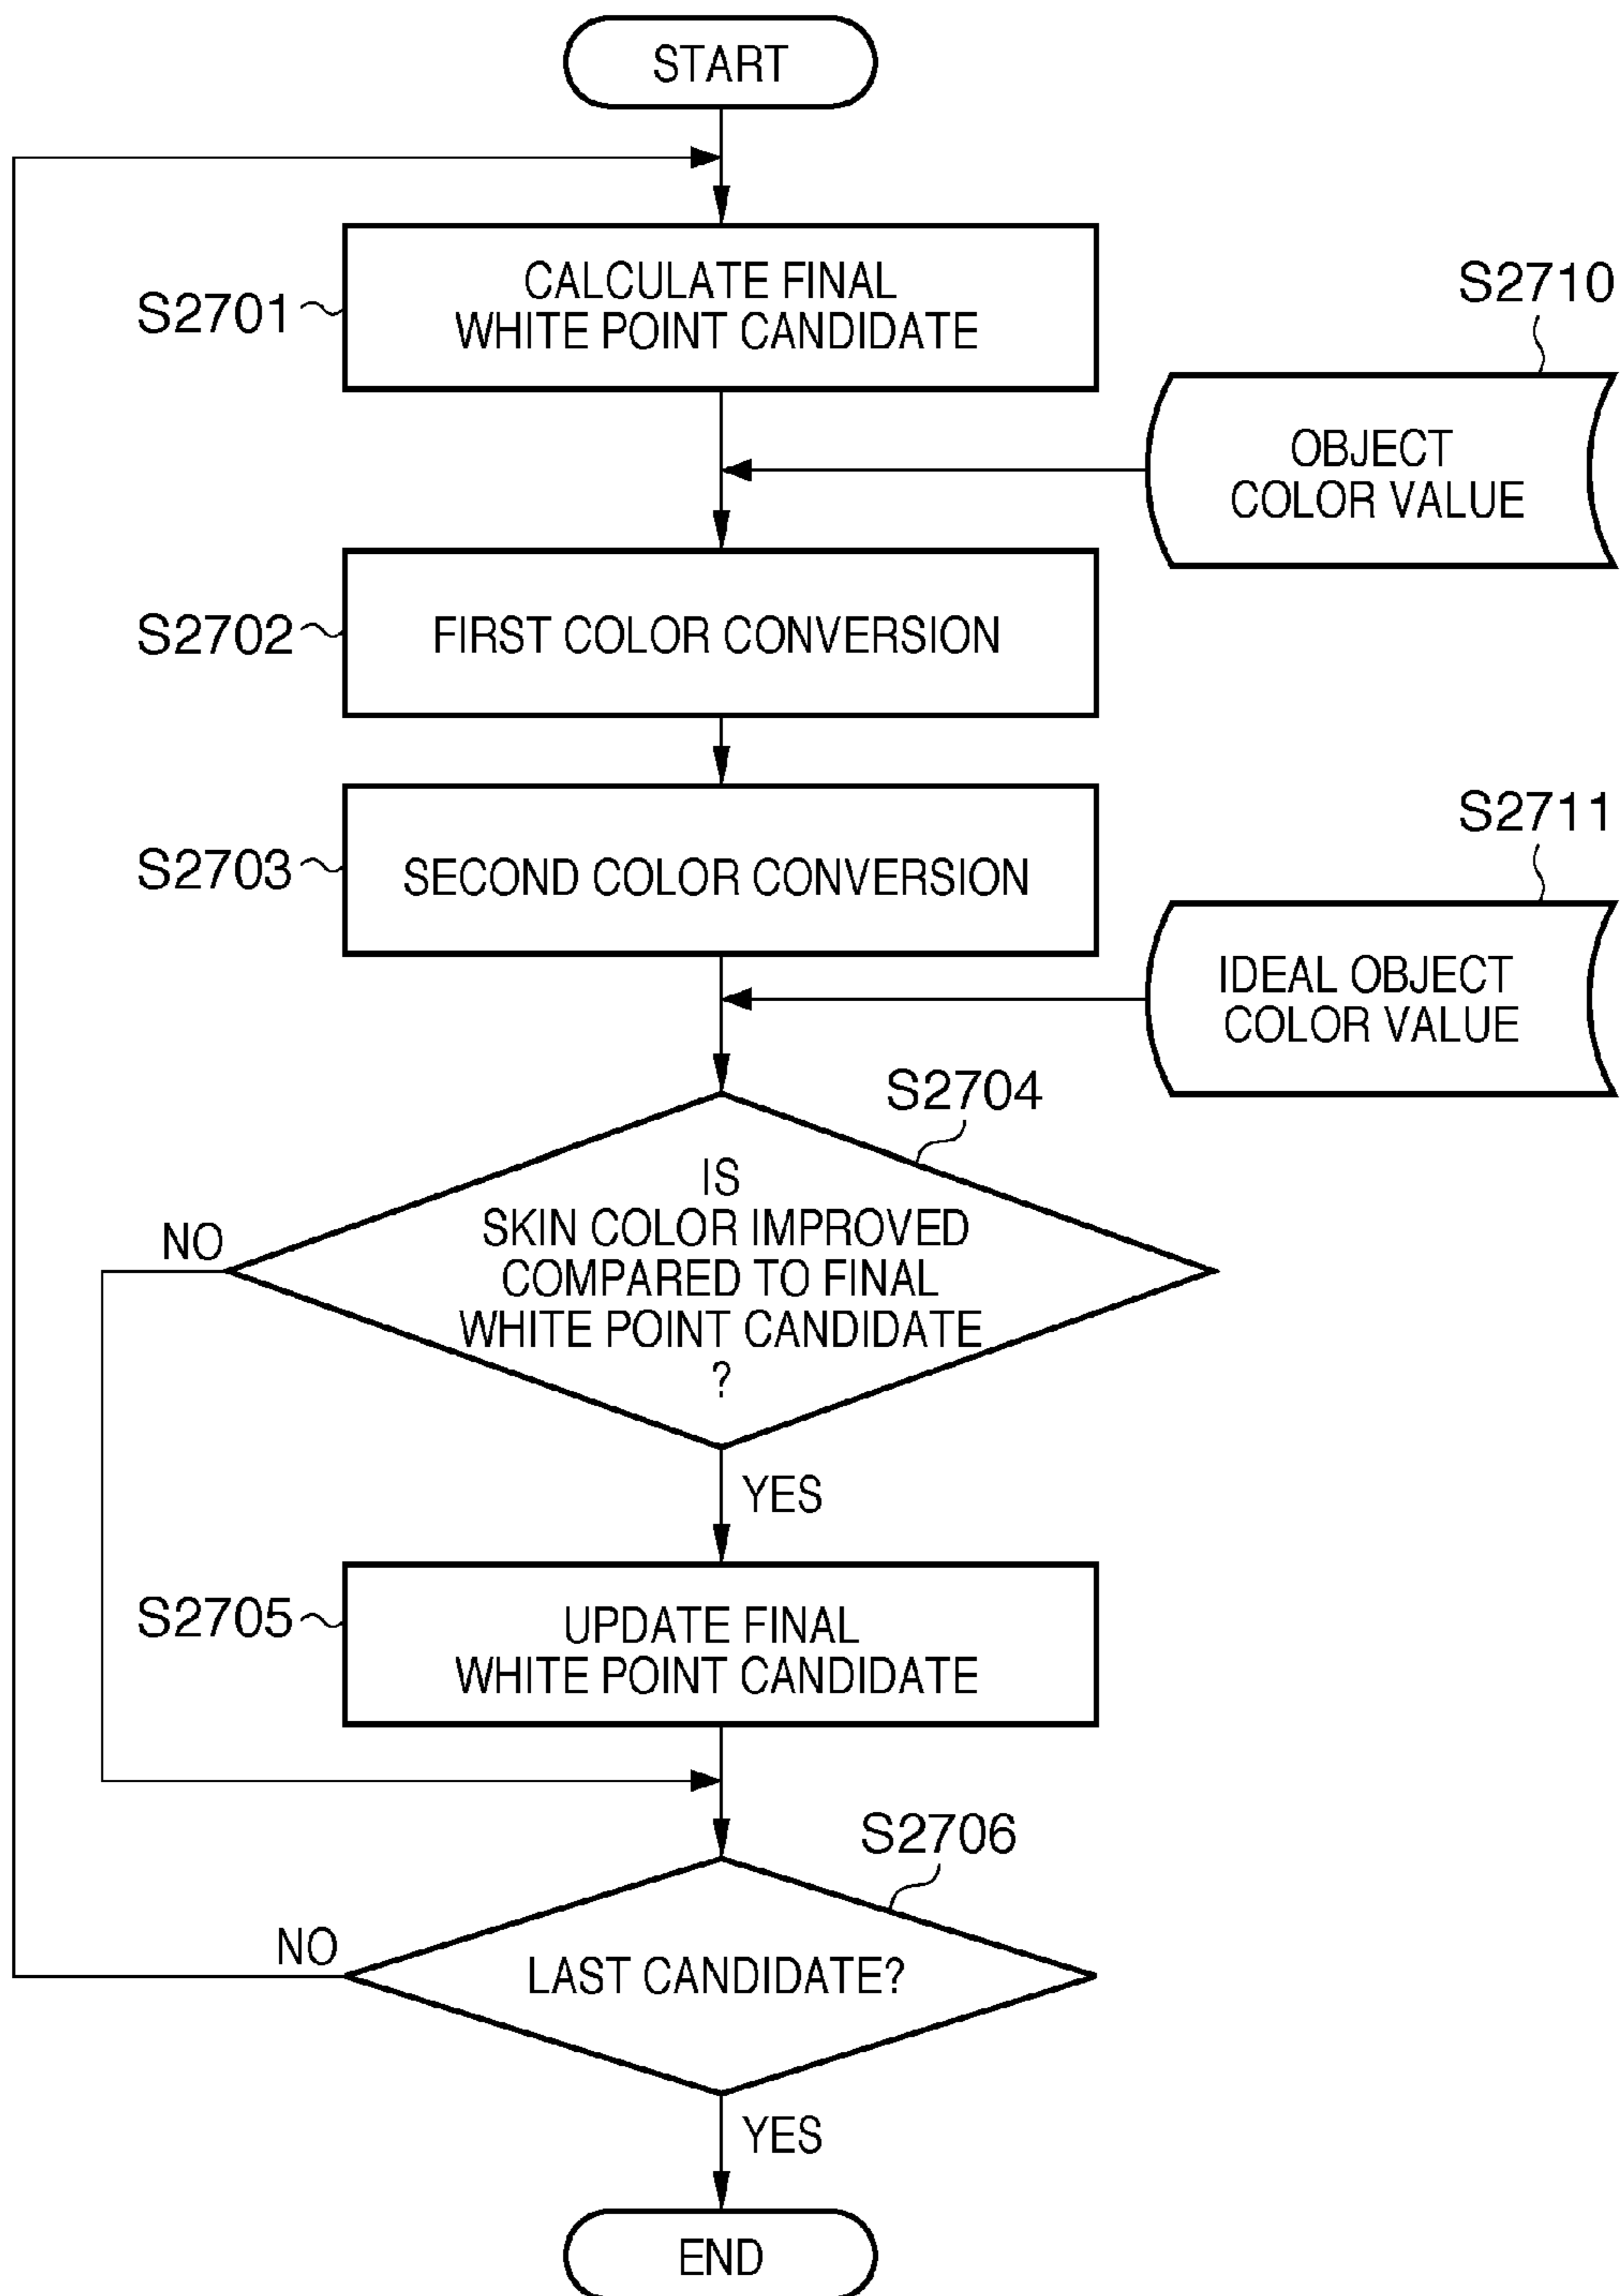 START
S2701
CALCULATE FINAL
WHITE POINT CANDIDATE
S2710
OBJECT
COLOR VALUE
S2702
FIRST COLOR CONVERSION
S2703
SECOND COLOR CONVERSION
S2711
IDEAL OBJECT
COLOR VALUE
S2704
IS
SKIN COLOR IMPROVED
COMPARED TO FINAL
WHITE POINT CANDIDATE
?
NO
YES
S2705
UPDATE FINAL
WHITE POINT CANDIDATE
S2706
LAST CANDIDATE?
NO
YES
END